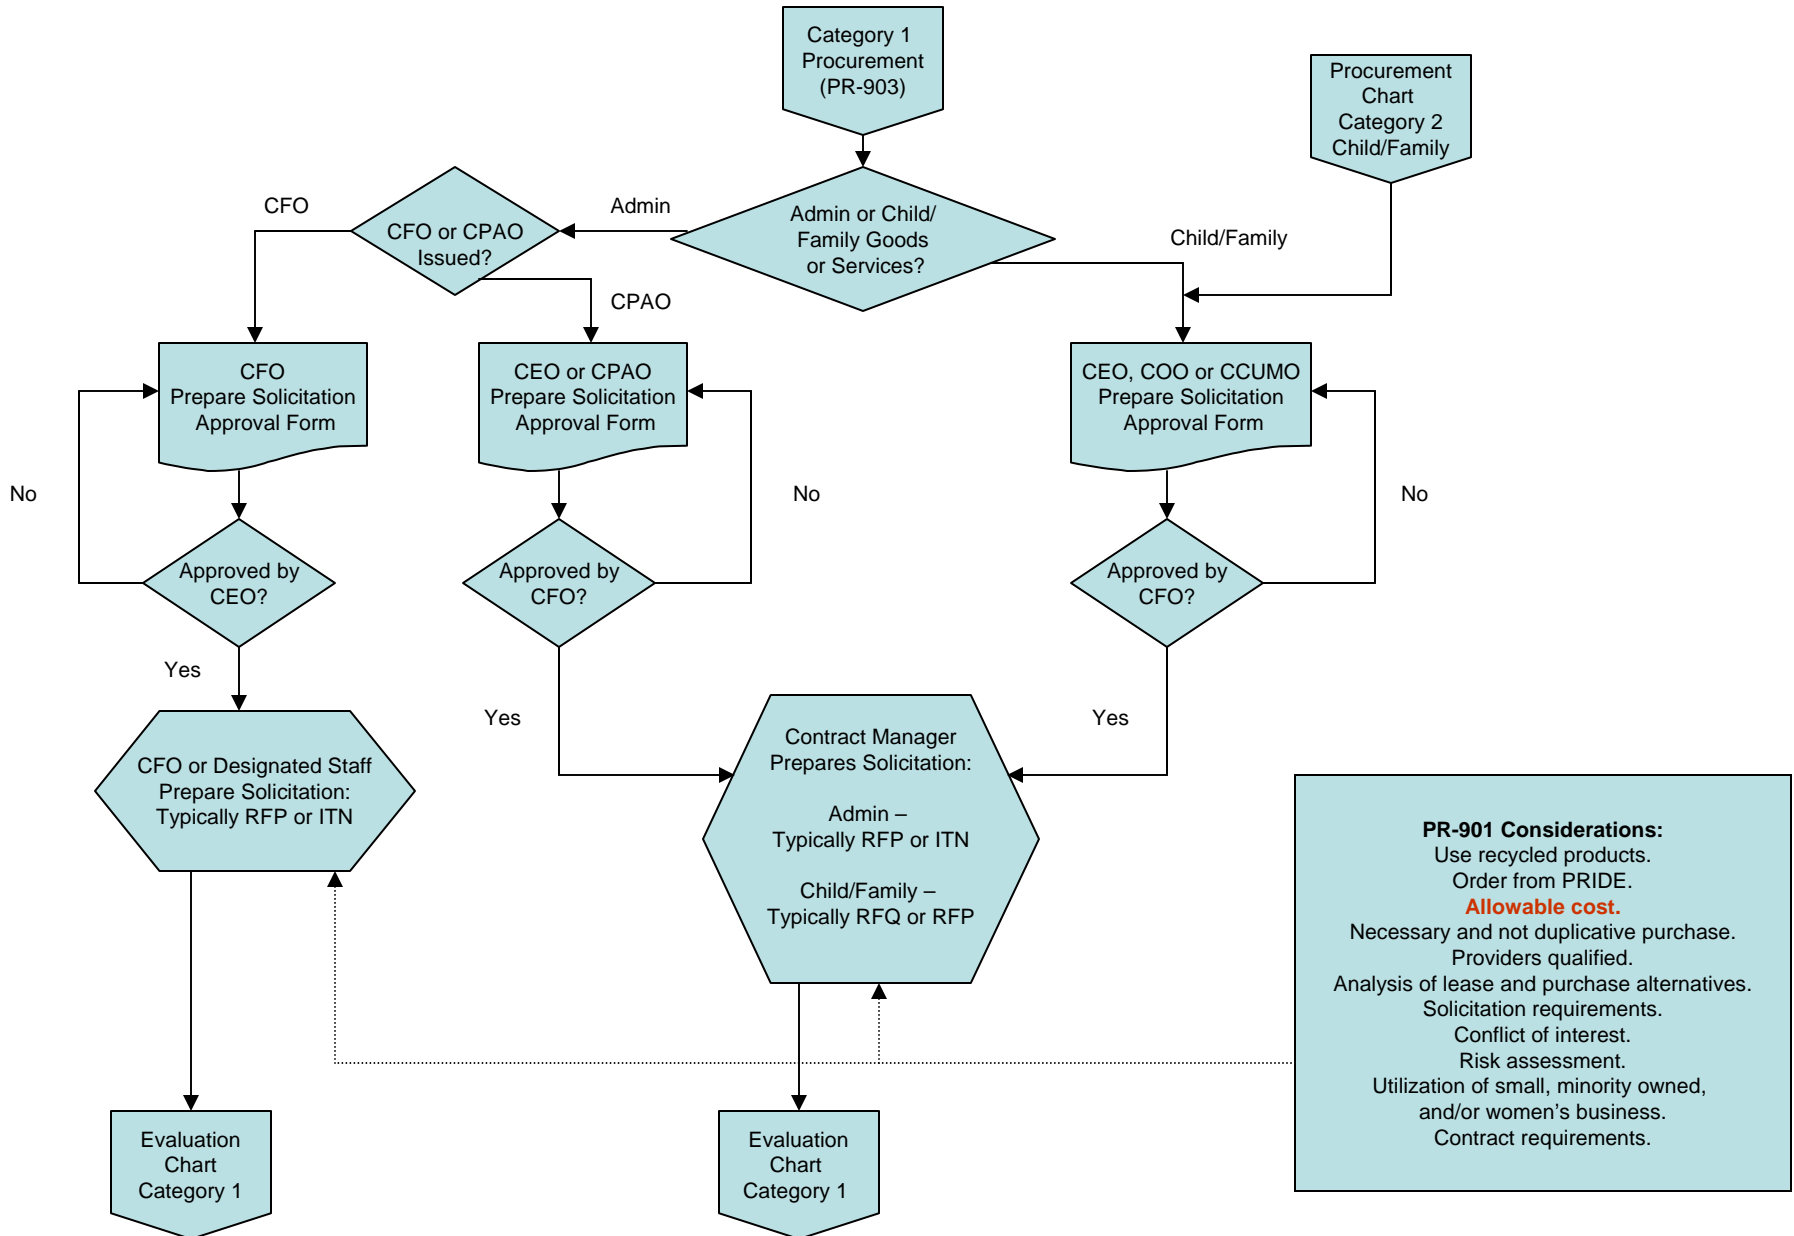 Category 1
Procurement
(PR-903)
Procurement
Chart
Category 2
Child/Family
CFO
Admin
CFO or CPAO
Issued?
Admin or Child/
Family Goods
or Services?
Child/Family
CPAO
CFO
Prepare Solicitation
Approval Form
CEO or CPAO
Prepare Solicitation
Approval Form
CEO, COO or CCUMO
Prepare Solicitation
Approval Form
No
No
No
Approved by
CEO?
Approved by
CFO?
Approved by
CFO?
Yes
Yes
Yes
CFO or Designated Staff
Prepare Solicitation:
Typically RFP or ITN
Contract Manager
Prepares Solicitation:
Admin –
Typically RFP or ITN
Child/Family –
Typically RFQ or RFP
PR-901 Considerations:
Use recycled products.
Order from PRIDE.
Allowable cost.
Necessary and not duplicative purchase.
Providers qualified.
Analysis of lease and purchase alternatives.
Solicitation requirements.
Conflict of interest.
Risk assessment.
Utilization of small, minority owned,
and/or women’s business.
Contract requirements.
Evaluation
Chart
Category 1
Evaluation
Chart
Category 1